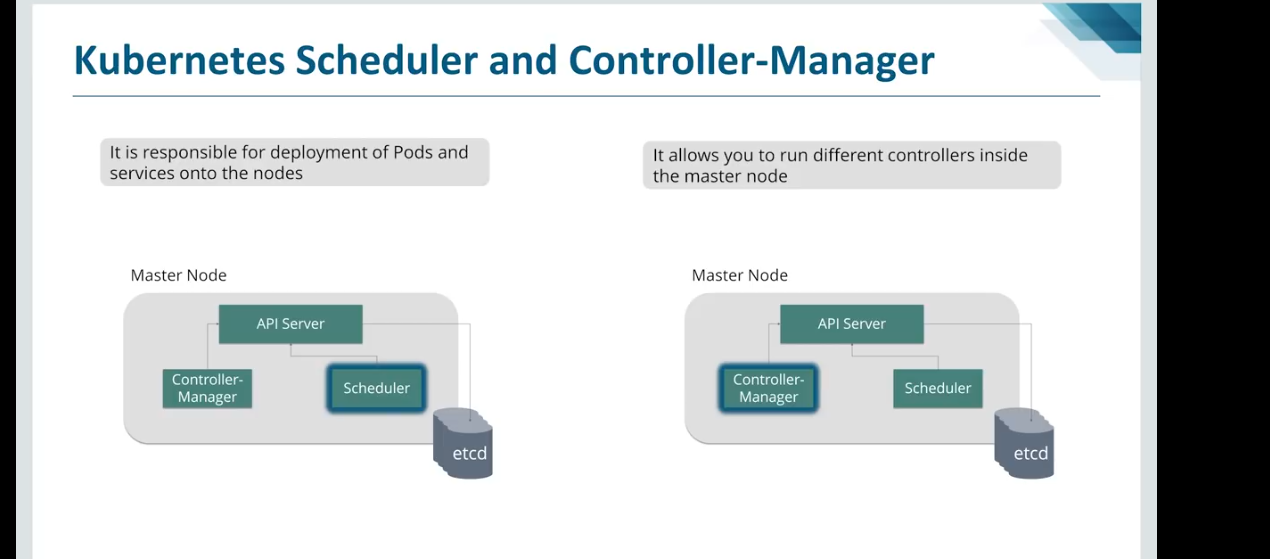 Kubernetes Scheduler and Controller-Manager
It is responsible for deployment of Pods and
services onto the nodes
It allows you to run different controllers inside
the master node
Master Node
API Server
Controller-
Manager
Scheduler
etcd
Master Node
API Server
Controller-
Manager
Scheduler
etcd